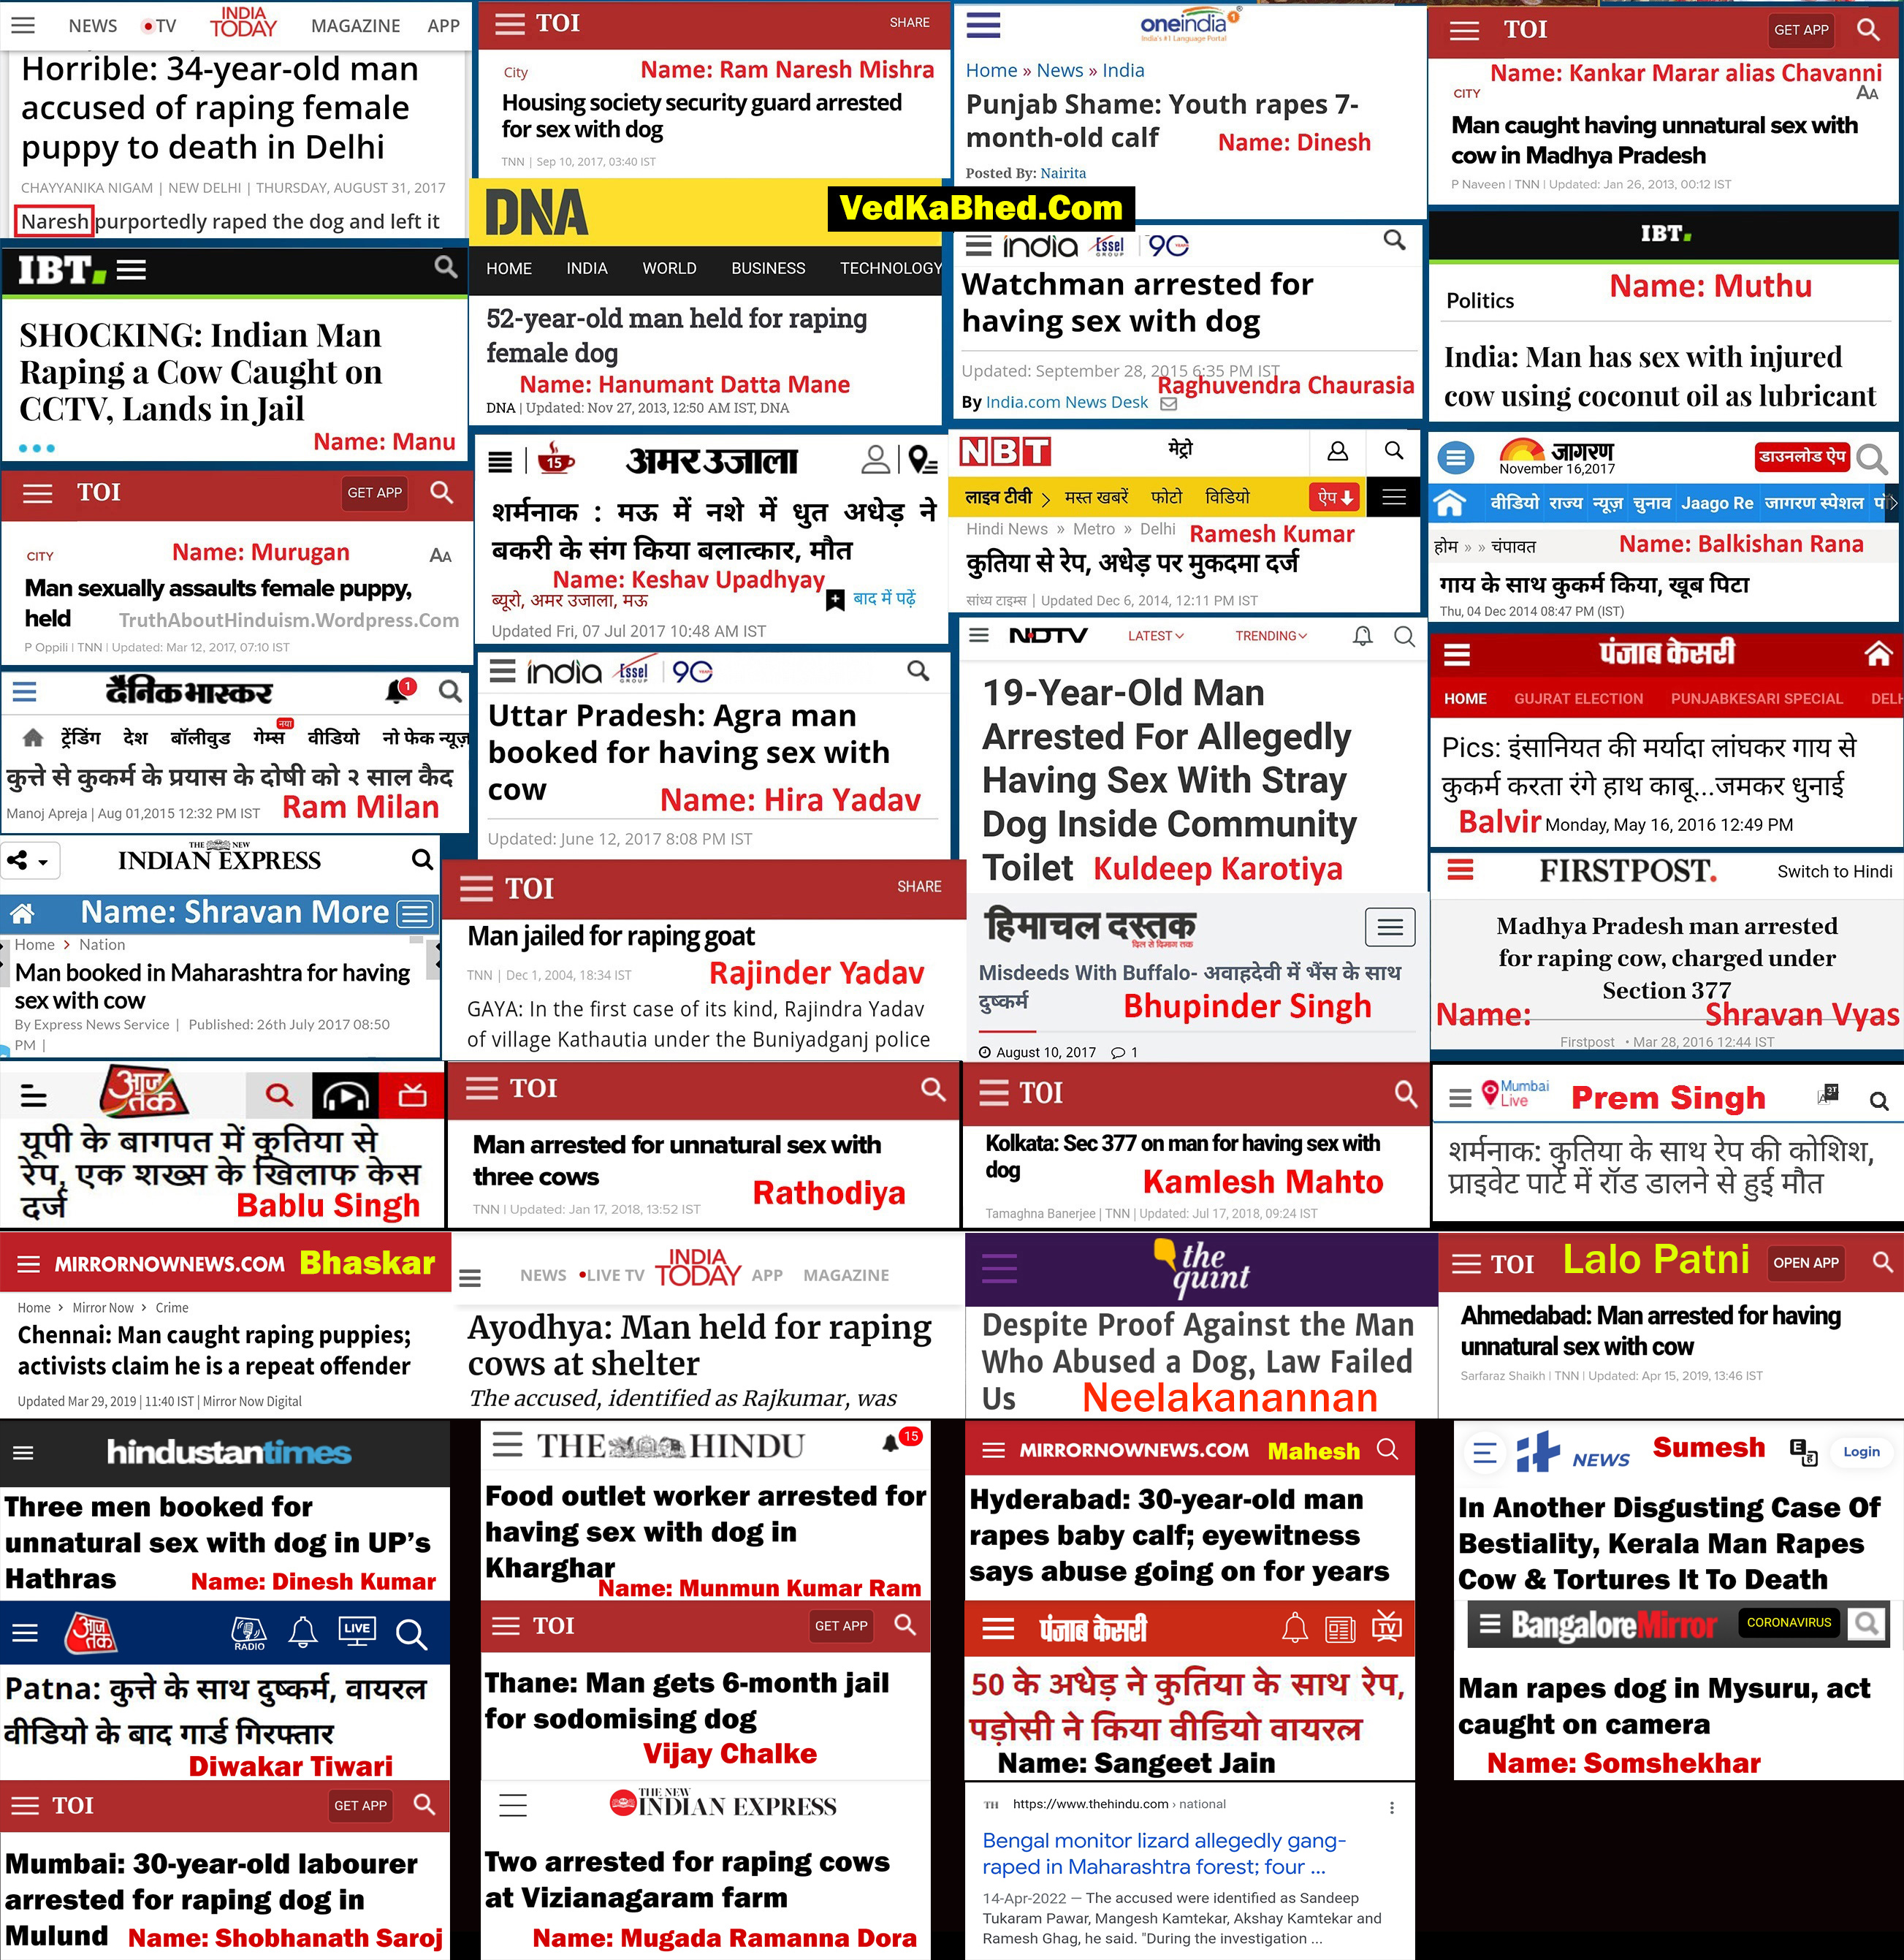 NEWS
TV
INDIA TODAY
MAGAZINE
APP
Horrible: 34-year-old man
accused of raping female
puppy to death in Delhi
CHAYYANIKA NIGAM | NEW DELHI | THURSDAY, AUGUST 31, 2017
Naresh purportedly raped the dog and left it
TOI
SHARE
City
Name: Ram Naresh Mishra
Housing society security guard arrested
for sex with dog
TNN | Sep 10, 2017, 03:40 IST
oneindia
India's #1 Language Portal
Home » News » India
Punjab Shame: Youth rapes 7-
month-old calf
Name: Dinesh
Posted By: Nairita
TOI
GET APP
Name: Kankar Marar alias Chavanni
CITY
AA
Man caught having unnatural sex with
cow in Madhya Pradesh
P Naveen | TNN | Updated: Jan 26, 2013, 00:12 IST
VedKaBhed.Com
IBT.
SHOCKING: Indian Man
Raping a Cow Caught on
CCTV, Lands in Jail
Name: Manu
DNA
HOME
INDIA
WORLD
BUSINESS
TECHNOLOGY
52-year-old man held for raping
female dog
Name: Hanumant Datta Mane
DNA | Updated: Nov 27, 2013, 12:50 AM IST, DNA
india Essel GROUP 90 YEARS
Watchman arrested for
having sex with dog
Updated: September 28, 2015 6:35 PM IST
Raghuvendra Chaurasia
By India.com News Desk
IBT.
Politics
Name: Muthu
India: Man has sex with injured
cow using coconut oil as lubricant
TOI
GET APP
CITY
Name: Murugan
AA
Man sexually assaults female puppy,
held
TruthAboutHinduism.Wordpress.Com
P Oppili | TNN | Updated: Mar 12, 2017, 07:10 IST
15
अमर उजाला
शर्मनाक : मऊ में नशे में धुत अधेड़ ने
बकरी के संग किया बलात्कार, मौत
Name: Keshav Upadhyay
ब्यूरो, अमर उजाला, मऊ
बाद में पढ़ें
Updated Fri, 07 Jul 2017 10:48 AM IST
NBT
मेट्रो
लाइव टीवी
मस्त खबरें
फोटो
विडियो
ऐप
Hindi News » Metro » Delhi
Ramesh Kumar
कुतिया से रेप, अधेड़ पर मुकदमा दर्ज
सांध्य टाइम्स | Updated Dec 6, 2014, 12:11 PM IST
जागरण
November 16,2017
डाउनलोड ऐप
वीडियो राज्य न्यूज़ चुनाव Jaago Re जागरण स्पेशल
होम » » चंपावत
Name: Balkishan Rana
गाय के साथ कुकर्म किया, खूब पिटा
Thu, 04 Dec 2014 08:47 PM (IST)
दैनिक भास्कर
1
ट्रेंडिंग देश बॉलीवुड गेम्स नया वीडियो नो फेक न्यूज़
कुत्ते से कुकर्म के प्रयास के दोषी को २ साल कैद
Manoj Apreja | Aug 01,2015 12:32 PM IST
Ram Milan
india Essel GROUP 90 YEARS
Uttar Pradesh: Agra man
booked for having sex with
cow
Name: Hira Yadav
Updated: June 12, 2017 8:08 PM IST
NDTV
LATEST
TRENDING
19-Year-Old Man
Arrested For Allegedly
Having Sex With Stray
Dog Inside Community
Toilet
Kuldeep Karotiya
पंजाब केसरी
HOME
GUJRAT ELECTION
PUNJABKESARI SPECIAL
DELH
Pics: इंसानियत की मर्यादा लांघकर गाय से
कुकर्म करता रंगे हाथ काबू...जमकर धुनाई
Balvir
Monday, May 16, 2016 12:49 PM
THE NEW
INDIAN EXPRESS
Name: Shravan More
Home > Nation
Man booked in Maharashtra for having
sex with cow
By Express News Service | Published: 26th July 2017 08:50
PM |
TOI
SHARE
Man jailed for raping goat
TNN | Dec 1, 2004, 18:34 IST
Rajinder Yadav
GAYA: In the first case of its kind, Rajindra Yadav
of village Kathautia under the Buniyadganj police
हिमाचल दस्तक
दिल से दिमाग तक
Misdeeds With Buffalo- अवाहदेवी में भैंस के साथ
दुष्कर्म
Bhupinder Singh
August 10, 2017
1
FIRSTPOST.
Switch to Hindi
Madhya Pradesh man arrested
for raping cow, charged under
Section 377
Name: Shravan Vyas
Firstpost • Mar 28, 2016 12:44 IST
आज तक
यूपी के बागपत में कुतिया से
रेप, एक शख्स के खिलाफ केस
दर्ज
Bablu Singh
TOI
Man arrested for unnatural sex with
three cows
Rathodiya
TNN | Updated: Jan 17, 2018, 13:52 IST
TOI
Kolkata: Sec 377 on man for having sex with
dog
Kamlesh Mahto
Tamaghna Banerjee | TNN | Updated: Jul 17, 2018, 09:24 IST
Mumbai
Live
Prem Singh
शर्मनाक: कुतिया के साथ रेप की कोशिश,
प्राइवेट पार्ट में रॉड डालने से हुई मौत
MIRRORNOWNEWS.COM
Bhaskar
Home > Mirror Now > Crime
Chennai: Man caught raping puppies;
activists claim he is a repeat offender
Updated Mar 29, 2019 | 11:40 IST | Mirror Now Digital
NEWS
LIVE TV
INDIA TODAY
APP
MAGAZINE
Ayodhya: Man held for raping
cows at shelter
The accused, identified as Rajkumar, was
the quint
Despite Proof Against the Man
Who Abused a Dog, Law Failed
Us
Neelakanannan
TOI
Lalo Patni
OPEN APP
Ahmedabad: Man arrested for having
unnatural sex with cow
Sarfaraz Shaikh | TNN | Updated: Apr 15, 2019, 13:46 IST
hindustantimes
Three men booked for
unnatural sex with dog in UP's
Hathras
Name: Dinesh Kumar
THE HINDU
15
Food outlet worker arrested for
having sex with dog in
Kharghar
Name: Munmun Kumar Ram
MIRRORNOWNEWS.COM
Mahesh
Hyderabad: 30-year-old man
rapes baby calf; eyewitness
says abuse going on for years
NEWS
Sumesh
Login
In Another Disgusting Case Of
Bestiality, Kerala Man Rapes
Cow & Tortures It To Death
आज तक
RADIO
LIVE
Patna: कुत्ते के साथ दुष्कर्म, वायरल
वीडियो के बाद गार्ड गिरफ्तार
Diwakar Tiwari
TOI
GET APP
Thane: Man gets 6-month jail
for sodomising dog
Vijay Chalke
पंजाब केसरी
TV
50 के अधेड़ ने कुतिया के साथ रेप,
पड़ोसी ने किया वीडियो वायरल
Name: Sangeet Jain
BangaloreMirror
CORONAVIRUS
Man rapes dog in Mysuru, act
caught on camera
Name: Somshekhar
TOI
GET APP
Mumbai: 30-year-old labourer
arrested for raping dog in
Mulund
Name: Shobhanath Saroj
THE NEW
INDIAN EXPRESS
Two arrested for raping cows
at Vizianagaram farm
Name: Mugada Ramanna Dora
TH https://www.thehindu.com › national
Bengal monitor lizard allegedly gang-
raped in Maharashtra forest; four ...
14-Apr-2022 — The accused were identified as Sandeep
Tukaram Pawar, Mangesh Kamtekar, Akshay Kamtekar and
Ramesh Ghag, he said. "During the investigation ...